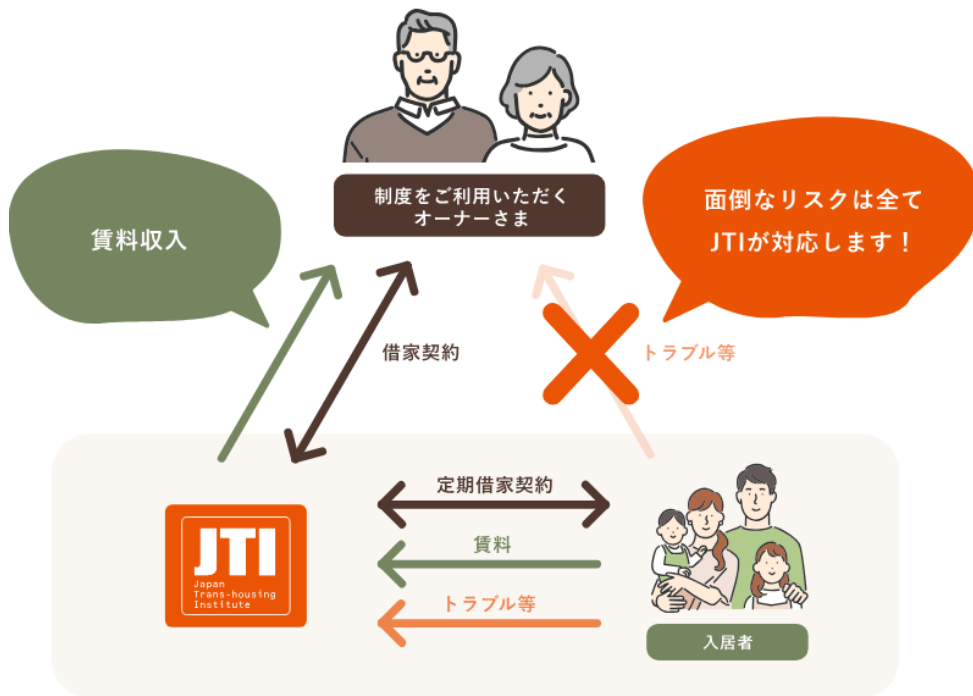 制度をご利用いただく
オーナーさま
賃料収入
面倒なリスクは全て
JTIが対応します！
借家契約
トラブル等
定期借家契約
賃料
トラブル等
JTI
Japan
Trans-housing
Institute
入居者